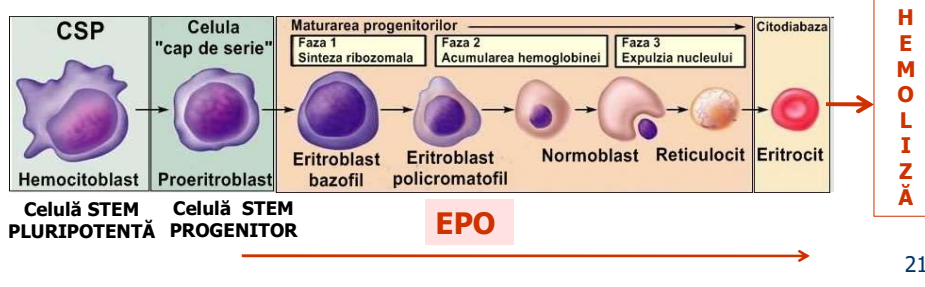 CSP
Hemocitoblast
Celula
"cap de serie"
Proeritroblast
Maturarea progenitorilor
Faza 1
Sinteza ribozomala
Faza 2
Acumularea hemoglobinei
Faza 3
Expulzia nucleului
Eritroblast
bazofil
Eritroblast
policromatofil
Normoblast
Reticulocit
Citodiabaza
Eritrocit
H
E
M
O
L
I
Z
Ă
Celulă STEM
PLURIPOTENTĂ
Celulă STEM
PROGENITOR
EPO
21